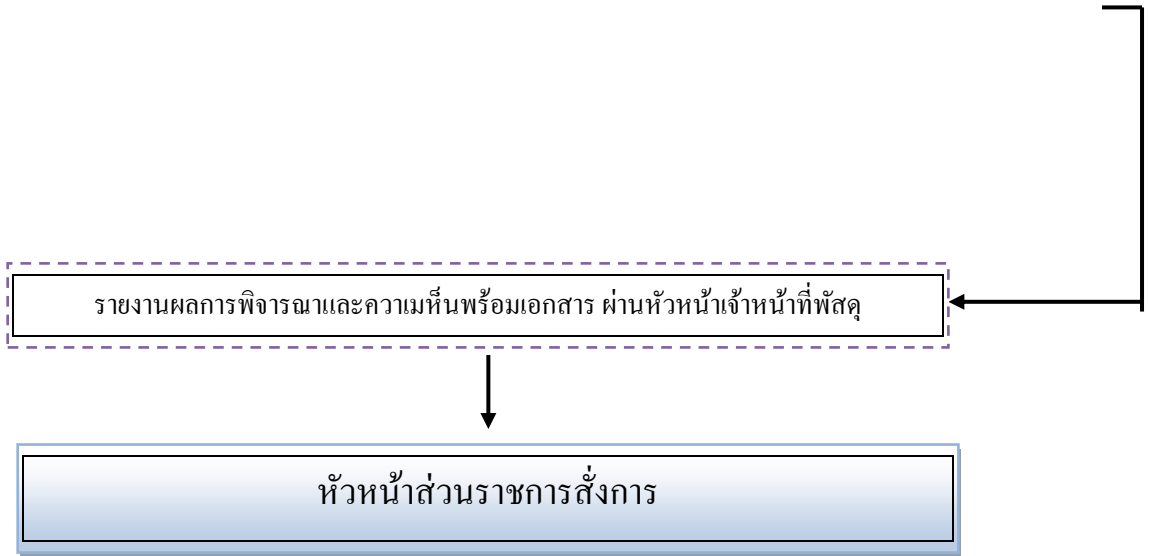 รายงานผลการพิจารณาและความเห็นพร้อมเอกสาร ผ่านหัวหน้าเจ้าหน้าที่พัสดุ
หัวหน้าส่วนราชการสั่งการ